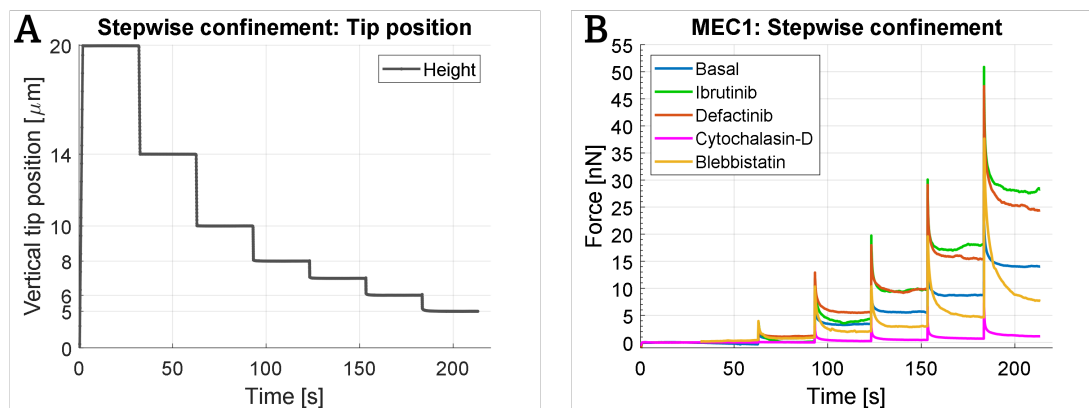 A
Stepwise confinement: Tip position
Vertical tip position [μm]
20
14
10
8
6
5
0
Height
0
50
100
150
200
Time [s]
B
MEC1: Stepwise confinement
Force [nN]
55
50
45
40
35
30
25
20
15
10
5
0
Basal
Ibrutinib
Defactinib
Cytochalasin-D
Blebbistatin
0
50
100
150
200
Time [s]